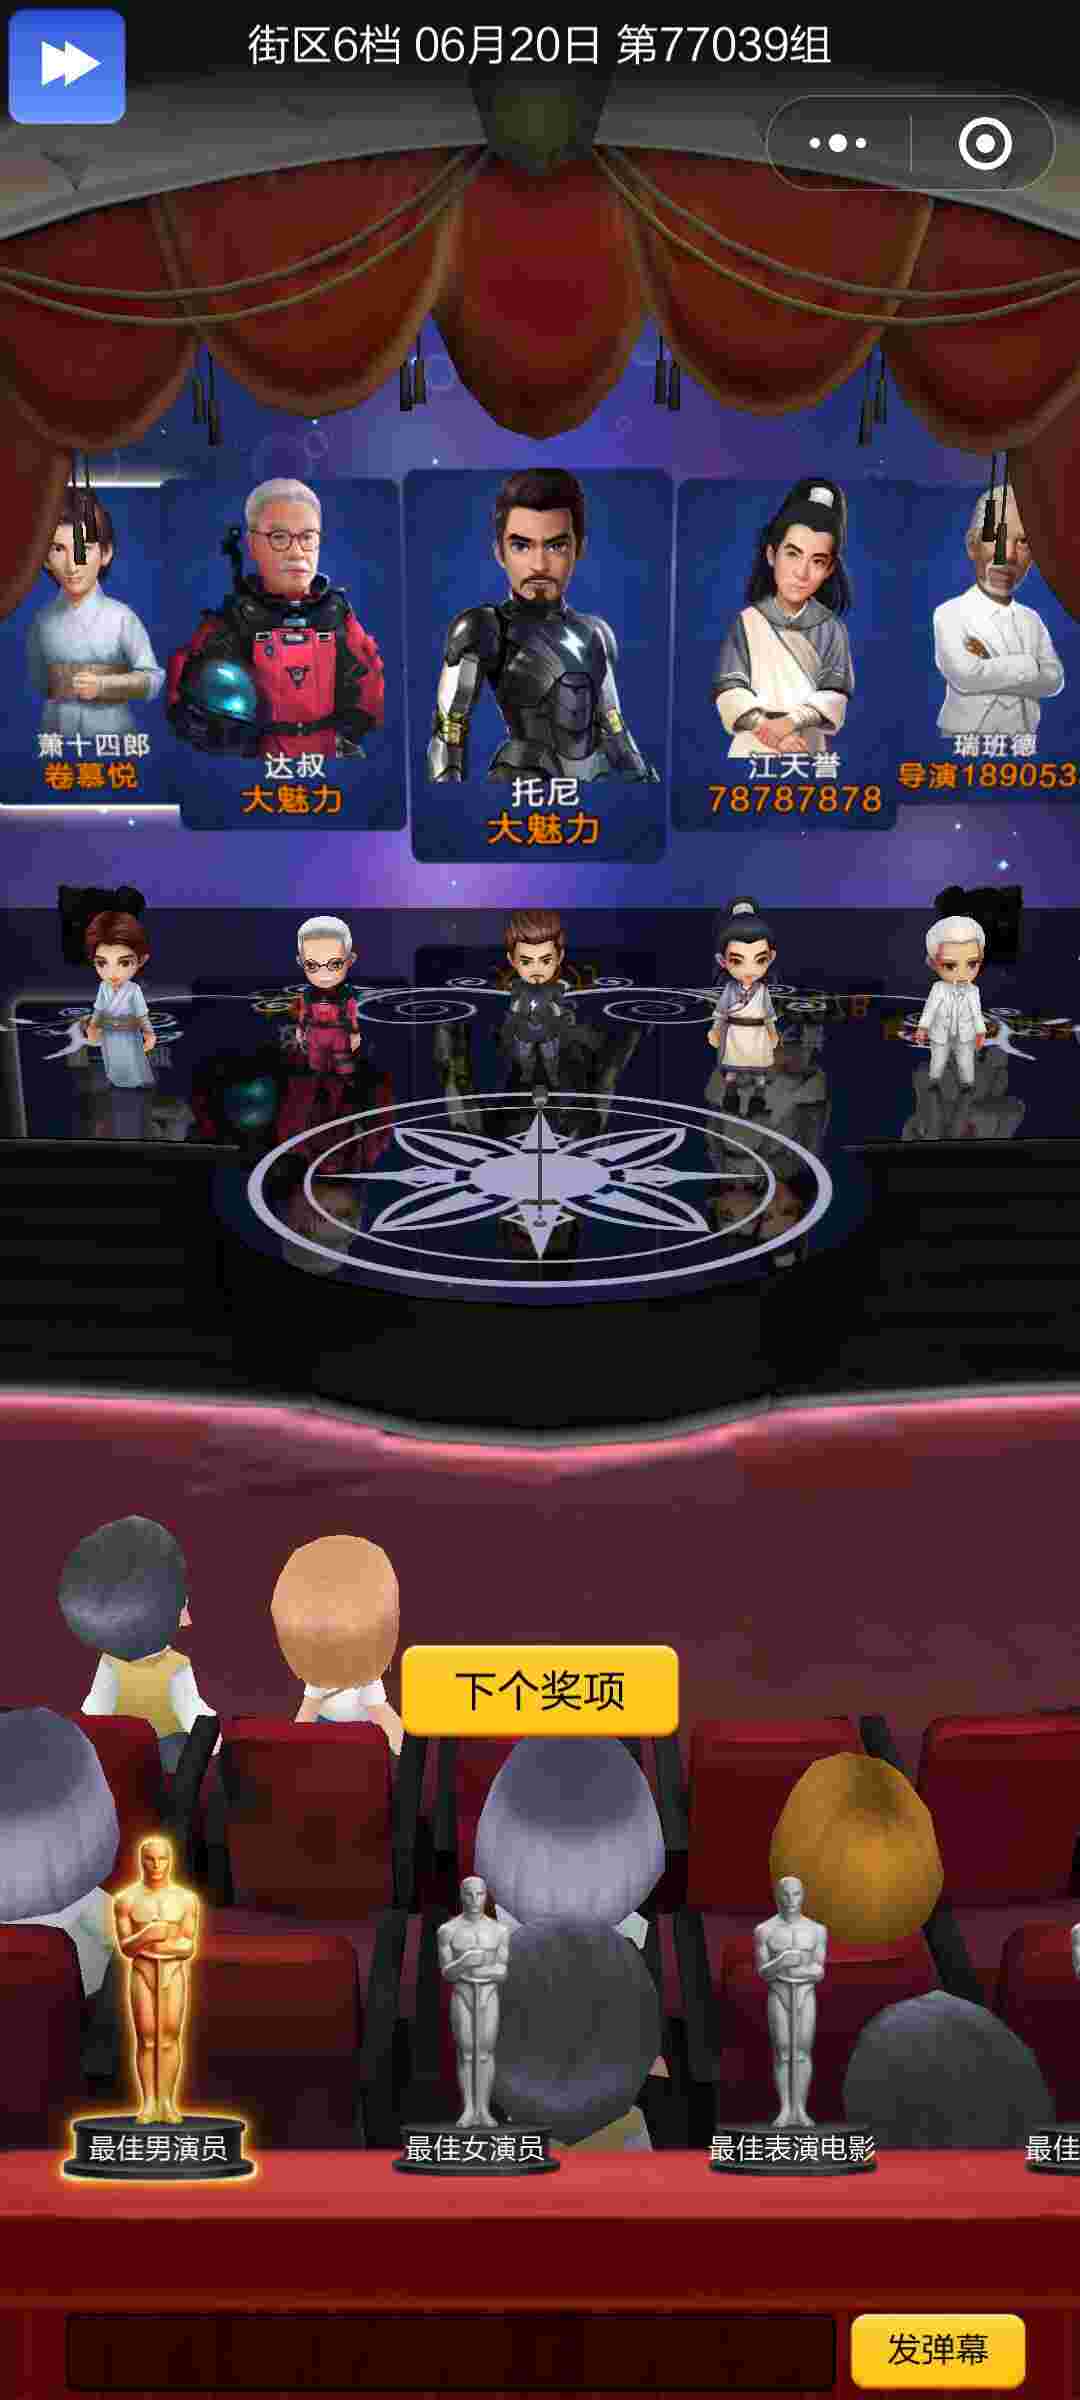 街区6档 06月20日 第77039组
萧十四郎
卷慕悦
达叔
大魅力
托尼
大魅力
江天誉
78787878
瑞班德
导演189053
下个奖项
最佳男演员
最佳女演员
最佳表演电影
最佳
发弹幕